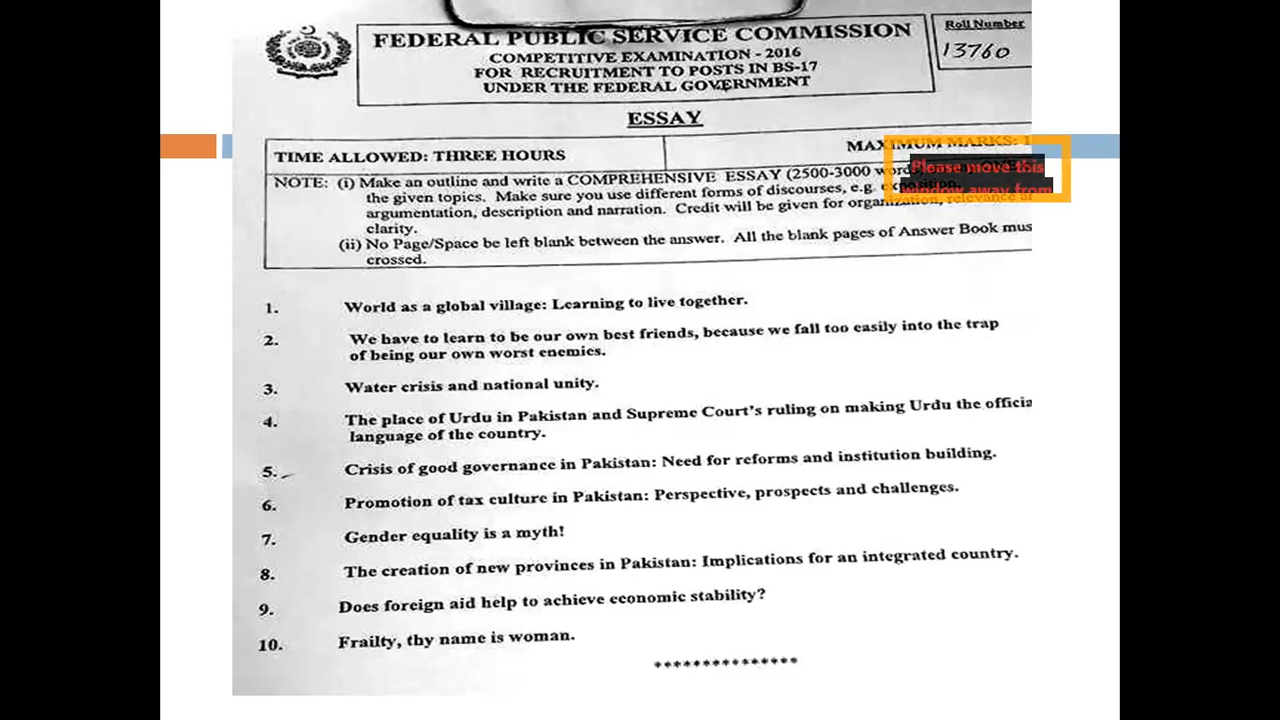 FEDERAL PUBLIC SERVICE COMMISSION
COMPETITIVE EXAMINATION - 2016
FOR RECRUITMENT TO POSTS IN BS-17
UNDER THE FEDERAL GOVERNMENT
Roll Number
13760
ESSAY
TIME ALLOWED: THREE HOURS
MAXIMUM MARKS:
NOTE: (i) Make an outline and write a COMPREHENSIVE ESSAY (2500-3000
Please move this
window away from
the given topics. Make sure you use different forms of discourses, e.g. exposition,
argumentation, description and narration. Credit will be given for organization, relevance
clarity.
(ii) No Page/Space be left blank between the answer. All the blank pages of Answer Book
crossed.
1. World as a global village: Learning to live together.
2. We have to learn to be our own best friends, because we fall too easily into the trap
of being our own worst enemies.
3. Water crisis and national unity.
4. The place of Urdu in Pakistan and Supreme Court's ruling on making Urdu the
language of the country.
5. Crisis of good governance in Pakistan: Need for reforms and institution building.
6. Promotion of tax culture in Pakistan: Perspective, prospects and challenges.
7. Gender equality is a myth!
8. The creation of new provinces in Pakistan: Implications for an integrated country.
9. Does foreign aid help to achieve economic stability?
10. Frailty, thy name is woman.
***************